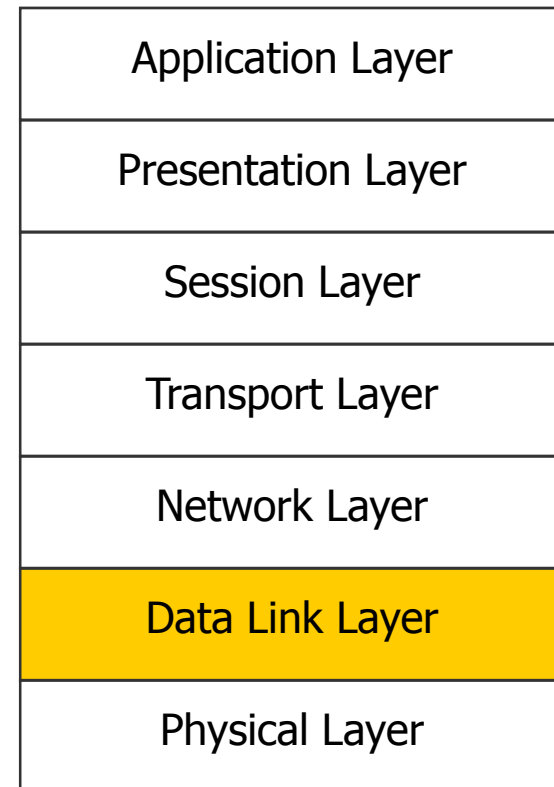 Application Layer
Presentation Layer
Session Layer
Transport Layer
Network Layer
Data Link Layer
Physical Layer